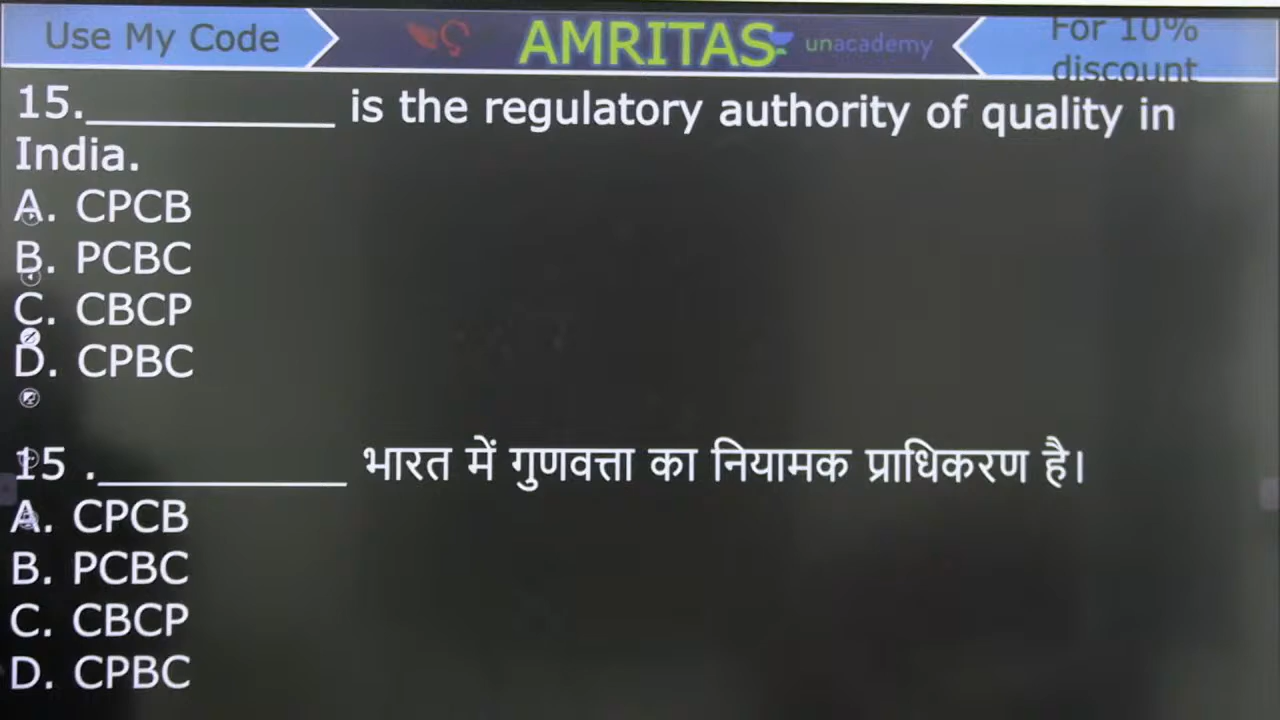 Use My Code
AMRITAS
unacademy
For 10%
discount
15.__________ is the regulatory authority of quality in
India.
A. CPCB
B. PCBC
C. CBCP
D. CPBC
15 .__________ भारत में गुणवत्ता का नियामक प्राधिकरण है।
A. CPCB
B. PCBC
C. CBCP
D. CPBC